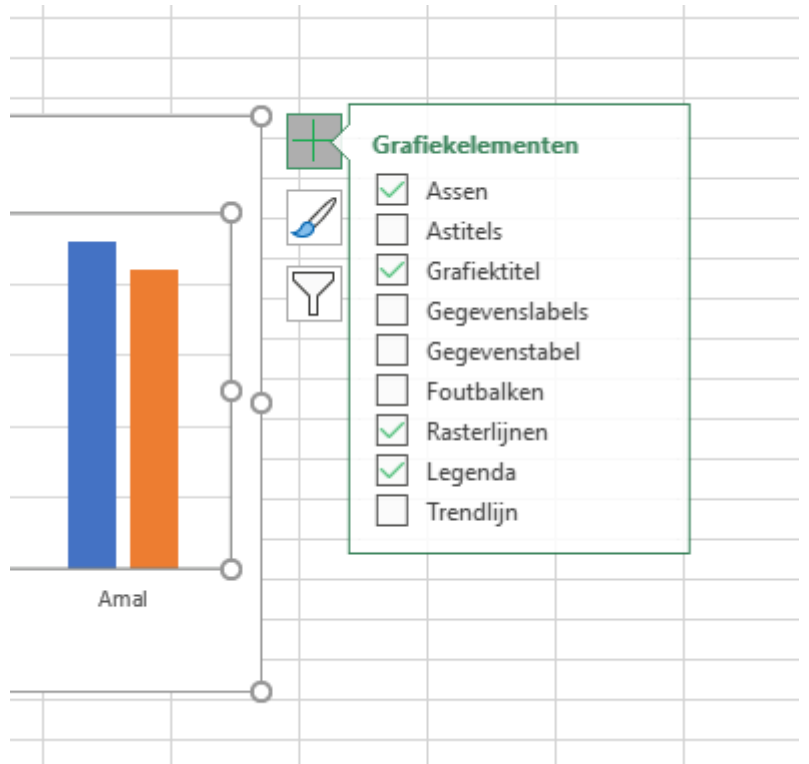 Grafiekelementen
Assen
Astitels
Grafiektitel
Gegevenslabels
Gegevenstabel
Foutbalken
Rasterlijnen
Legenda
Trendlijn
Amal